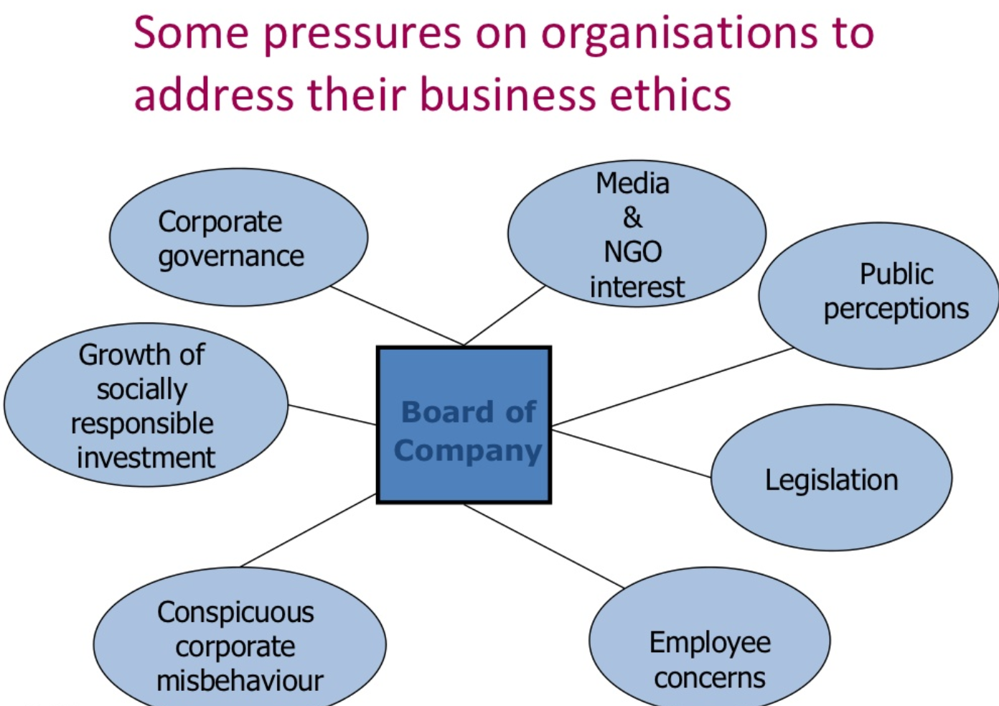 Some pressures on organisations to
address their business ethics
Corporate
governance
Media
&
NGO
interest
Public
perceptions
Growth of
socially
responsible
investment
Board of
Company
Legislation
Conspicuous
corporate
misbehaviour
Employee
concerns